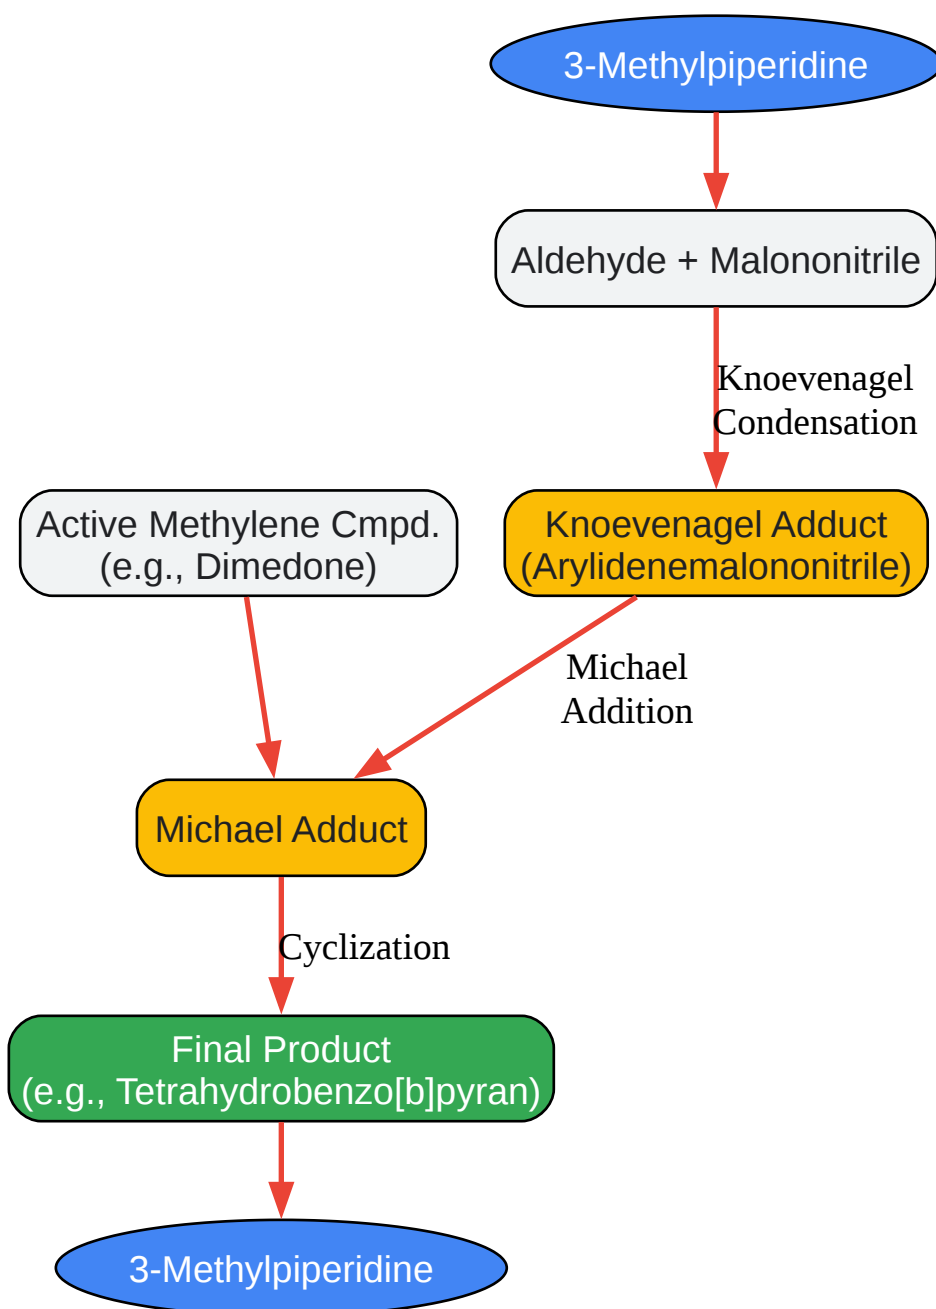 3-Methylpiperidine
Aldehyde + Malononitrile
Knoevenagel
Condensation
Active Methylene Cmpd.
(e.g., Dimedone)
Knoevenagel Adduct
(Arylidenemalononitrile)
Michael
Addition
Michael Adduct
Cyclization
Final Product
(e.g., Tetrahydrobenzo[b]pyran)
3-Methylpiperidine